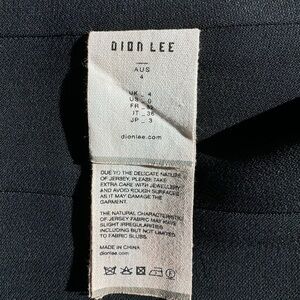 DION LEE
AUS
4
UK _ 4
US _ 0
IT _ 36
JP _ 3
dionlee.com
DUE TO THE DELICATE NATURE
OF JERSEY, PLEASE TAKE
EXTRA CARE WITH JEWELLERY
AND AVOID ROUGH SURFACES
AS IT MAY DAMAGE THE
GARMENT.
THE NATURAL CHARACTERISTIC
OF JERSEY FABRIC MAY HAVE
SLIGHT IRREGULARITIES
INCLUDING BUT NOT LIMITED
TO FABRIC SLUBS.
MADE IN CHINA
dionlee.com